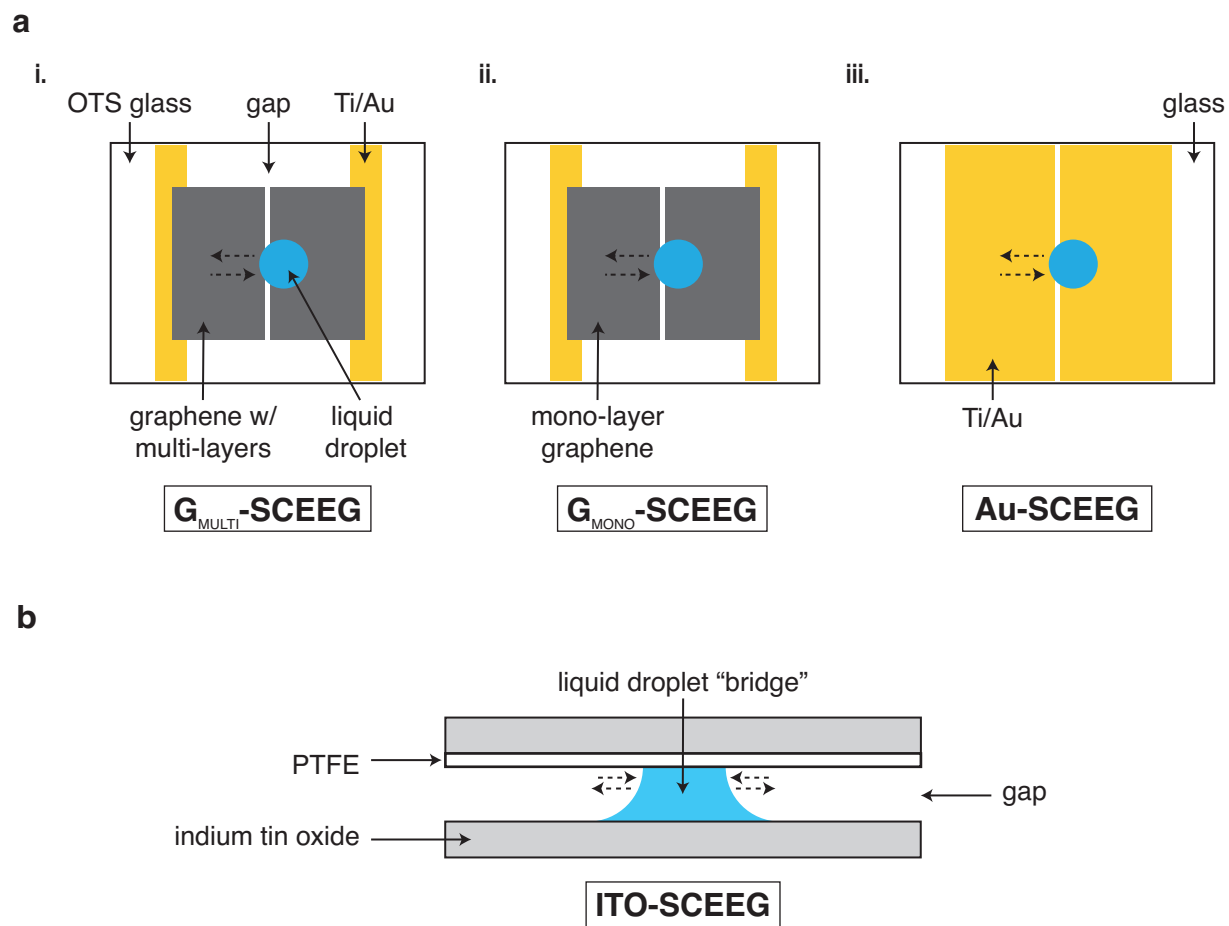 a
i.
OTS glass
gap
Ti/Au
graphene w/
multi-layers
liquid
droplet
GMULTI-SCEEG
ii.
mono-layer
graphene
GMONO-SCEEG
iii.
glass
Ti/Au
Au-SCEEG
b
liquid droplet “bridge”
PTFE
gap
indium tin oxide
ITO-SCEEG